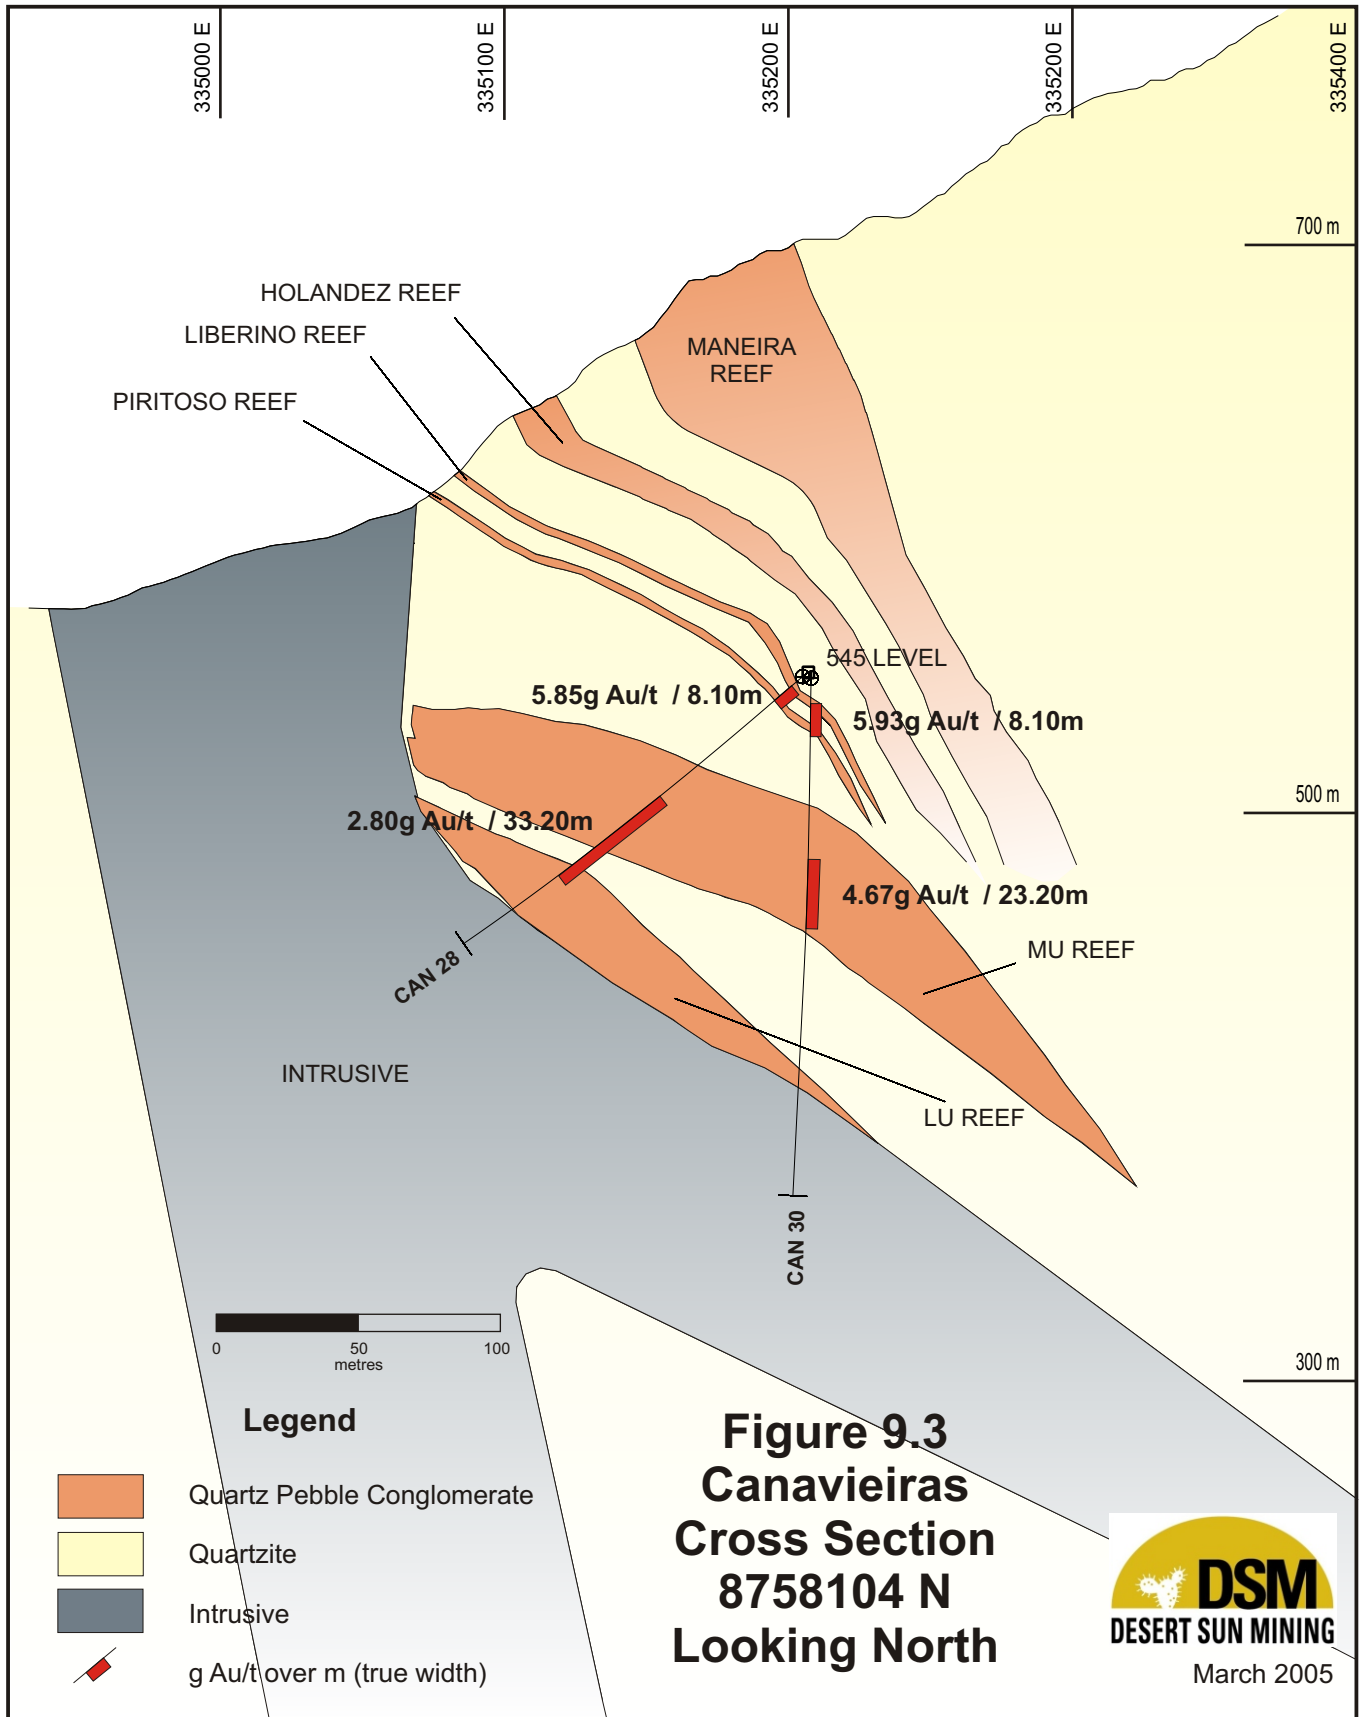 335000 E
335100 E
335200 E
335200 E
335400 E
700 m
HOLANDEZ REEF
LIBERINO REEF
MANEIRA
REEF
PIRITOSO REEF
545 LEVEL
5.85g Au/t / 8.10m
5.93g Au/t / 8.10m
500 m
2.80g Au/t / 33.20m
4.67g Au/t / 23.20m
MU REEF
CAN 28
INTRUSIVE
LU REEF
CAN 30
0 50 100
metres
300 m
Legend
Quartz Pebble Conglomerate
Quartzite
Intrusive
g Au/t over m (true width)
Figure 9.3
Canavieiras
Cross Section
8758104 N
Looking North
DSM
DESERT SUN MINING
March 2005